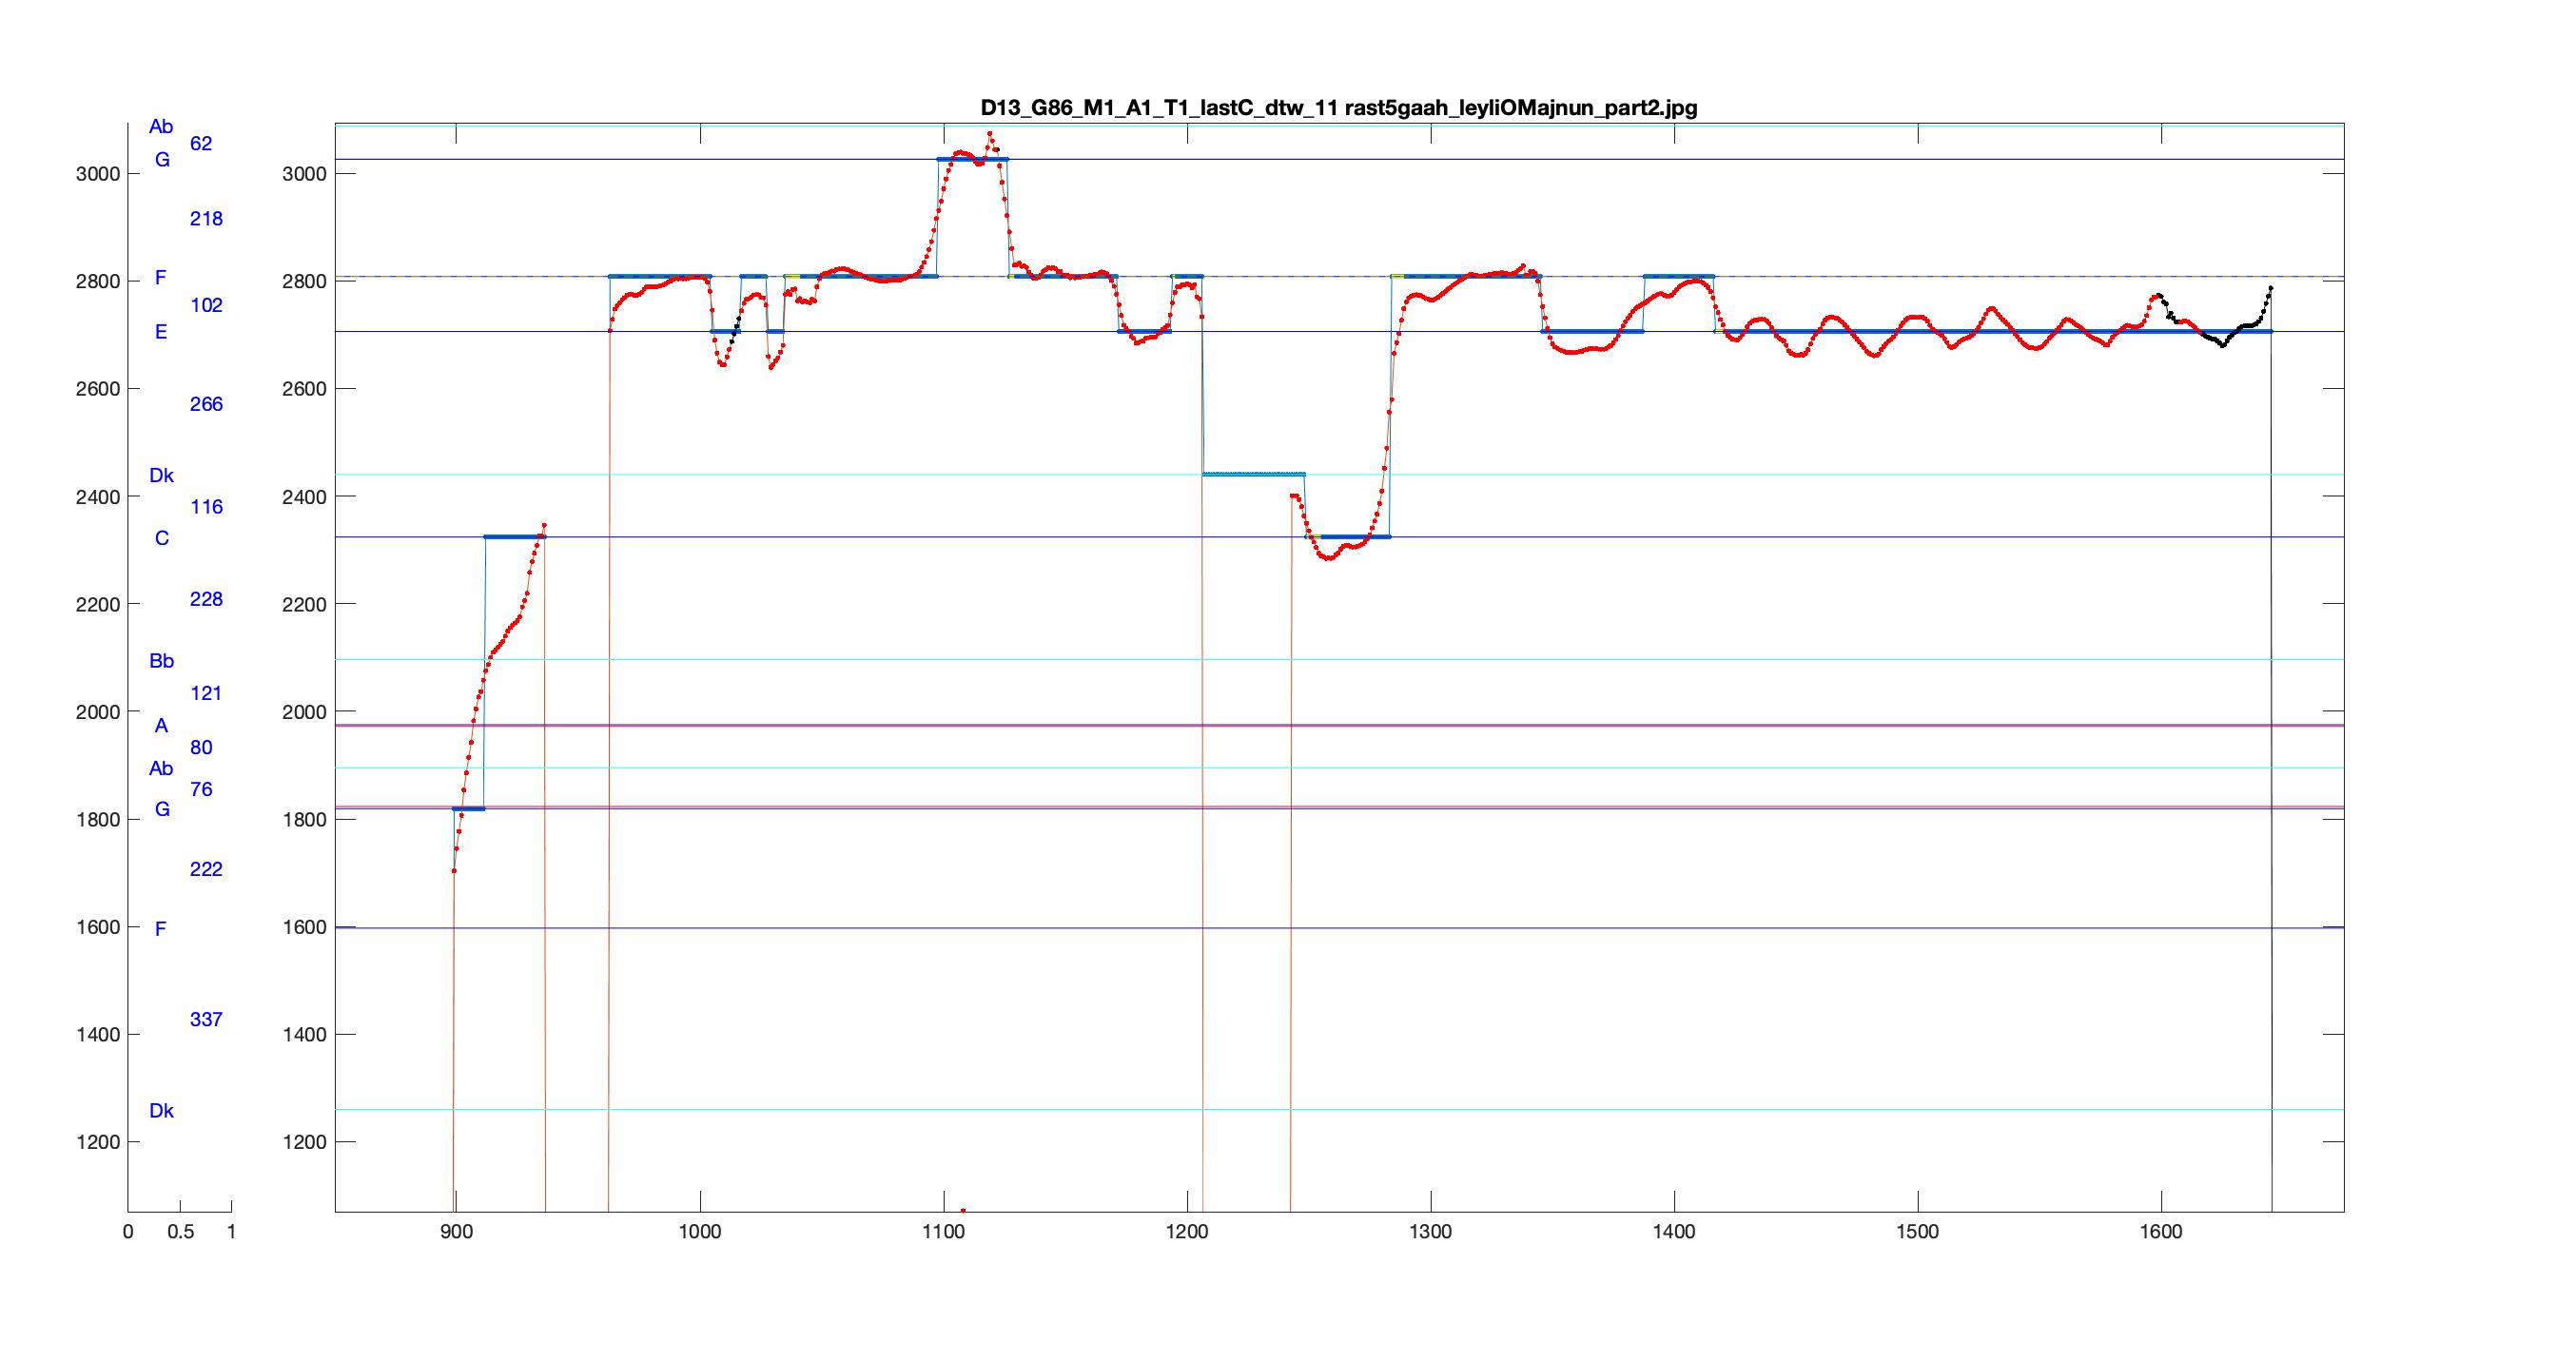 D13_G86_M1_A1_T1_lastC_dtw_11 rast5gaah_leyliOMajnun_part2.jpg
Ab
62
G
3000
3000
218
2800
F
2800
102
E
2600
266
2600
Dk
2400
116
2400
C
2200
228
2200
Bb
121
2000
A
2000
80
Ab
76
1800
G
1800
222
1600
F
1600
337
1400
1400
Dk
1200
1200
0 0.5 1
900 1000 1100 1200 1300 1400 1500 1600